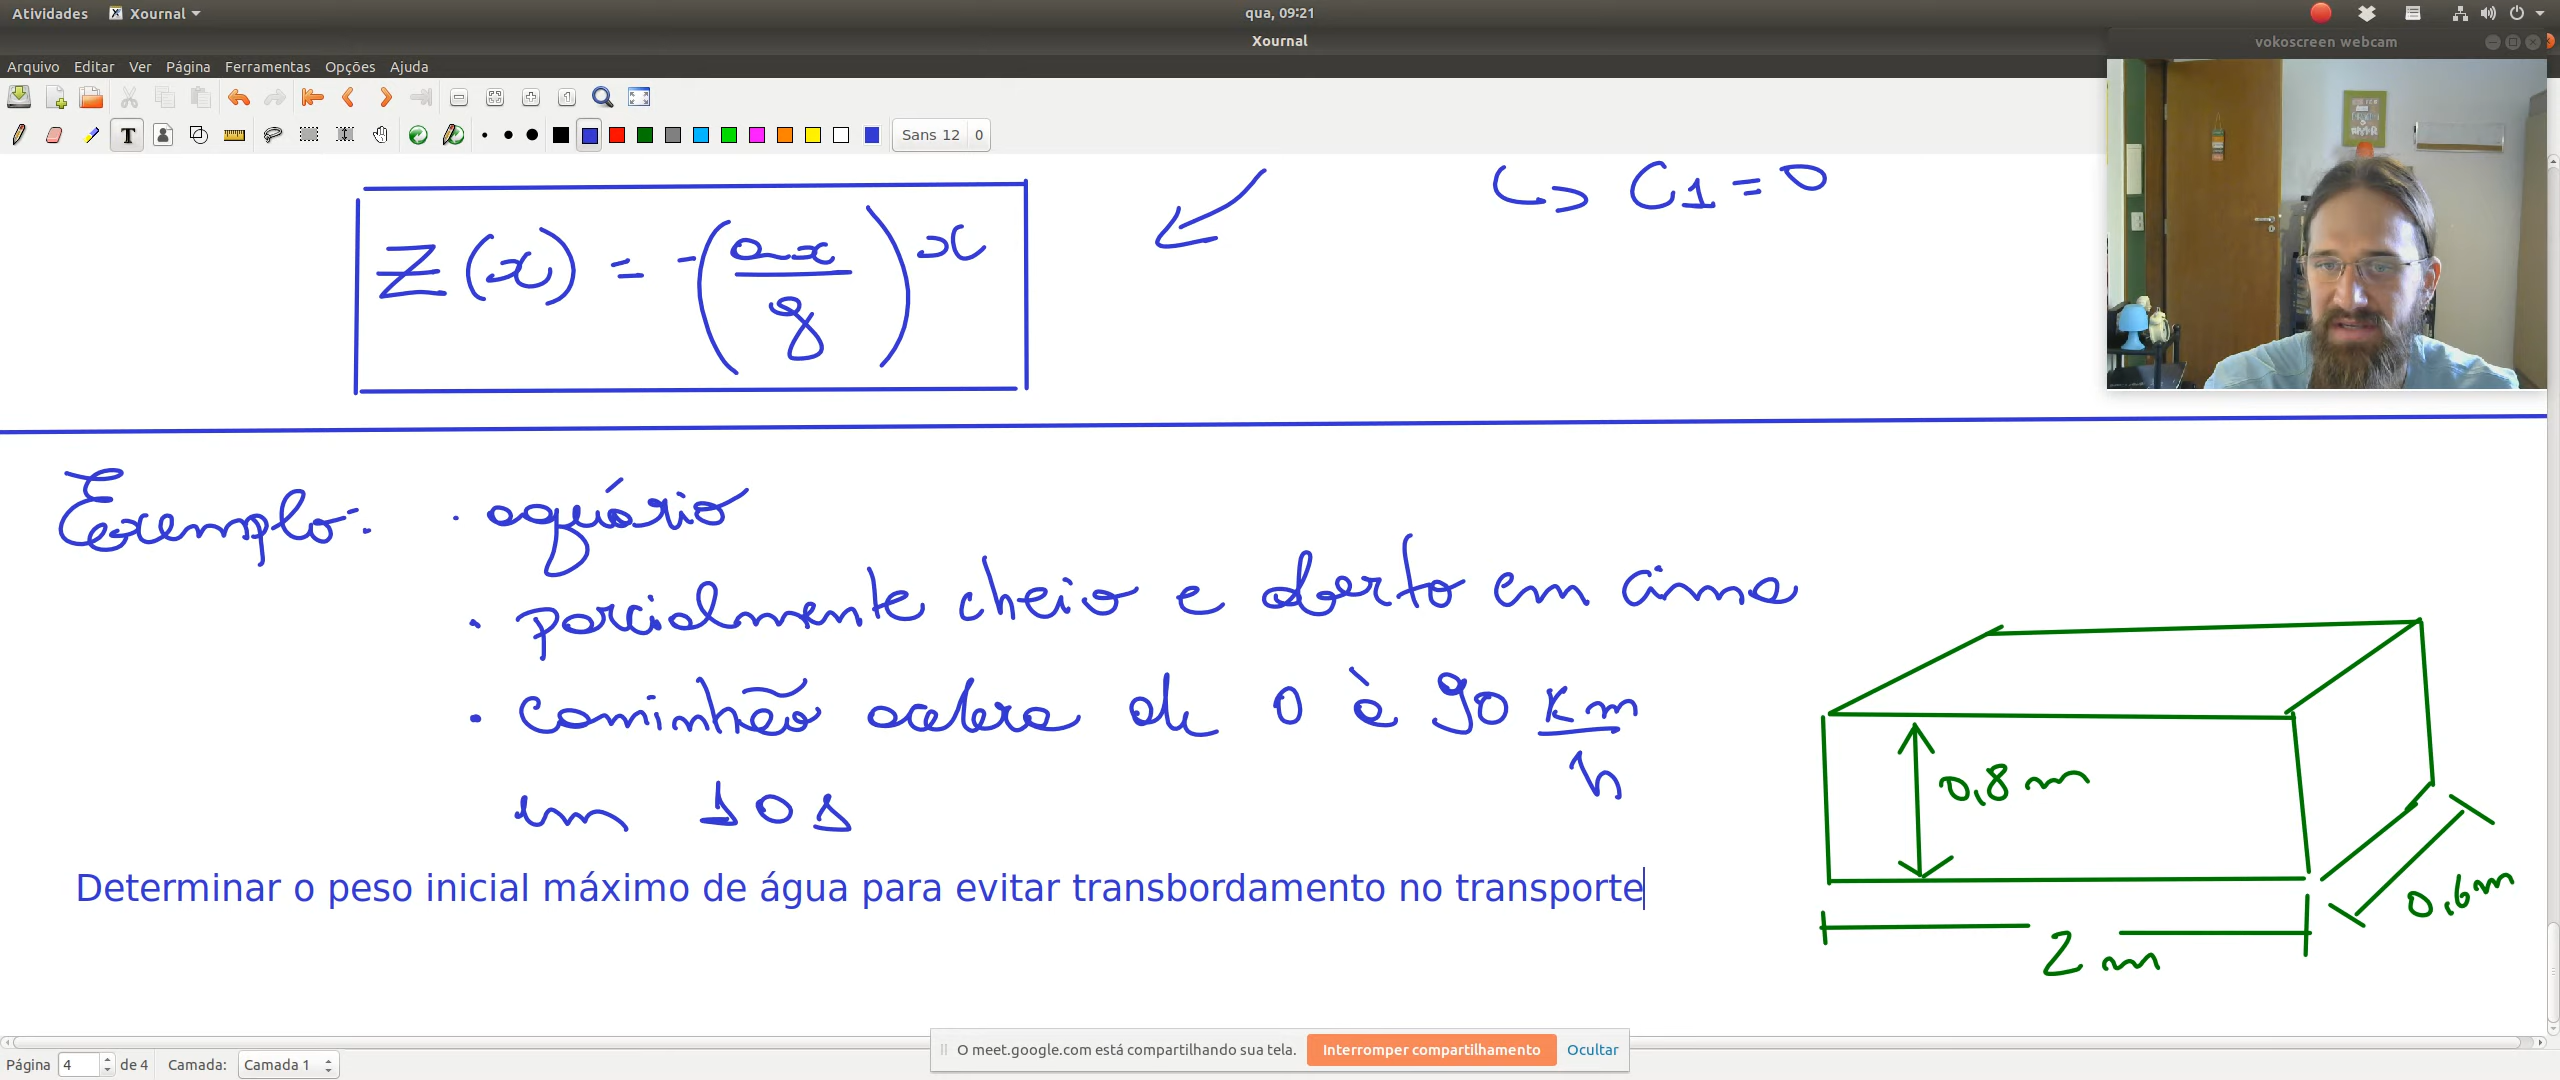 Atividades Xournal qua, 09:21
Xournal
vokoscreen webcam
Arquivo Editar Ver Página Ferramentas Opções Ajuda
Sans 12 0
↳ C1 = 0
Z(x) = -(ax/g) x
Exemplo: · aquário
· parcialmente cheio e aberto em cima
· caminhão acelera de 0 à 90 km/h
em 10 s
0,8 m
Determinar o peso inicial máximo de água para evitar transbordamento no transporte
0,6 m
2 m
O meet.google.com está compartilhando sua tela. Interromper compartilhamento Ocultar
Página 4 de 4 Camada: Camada 1